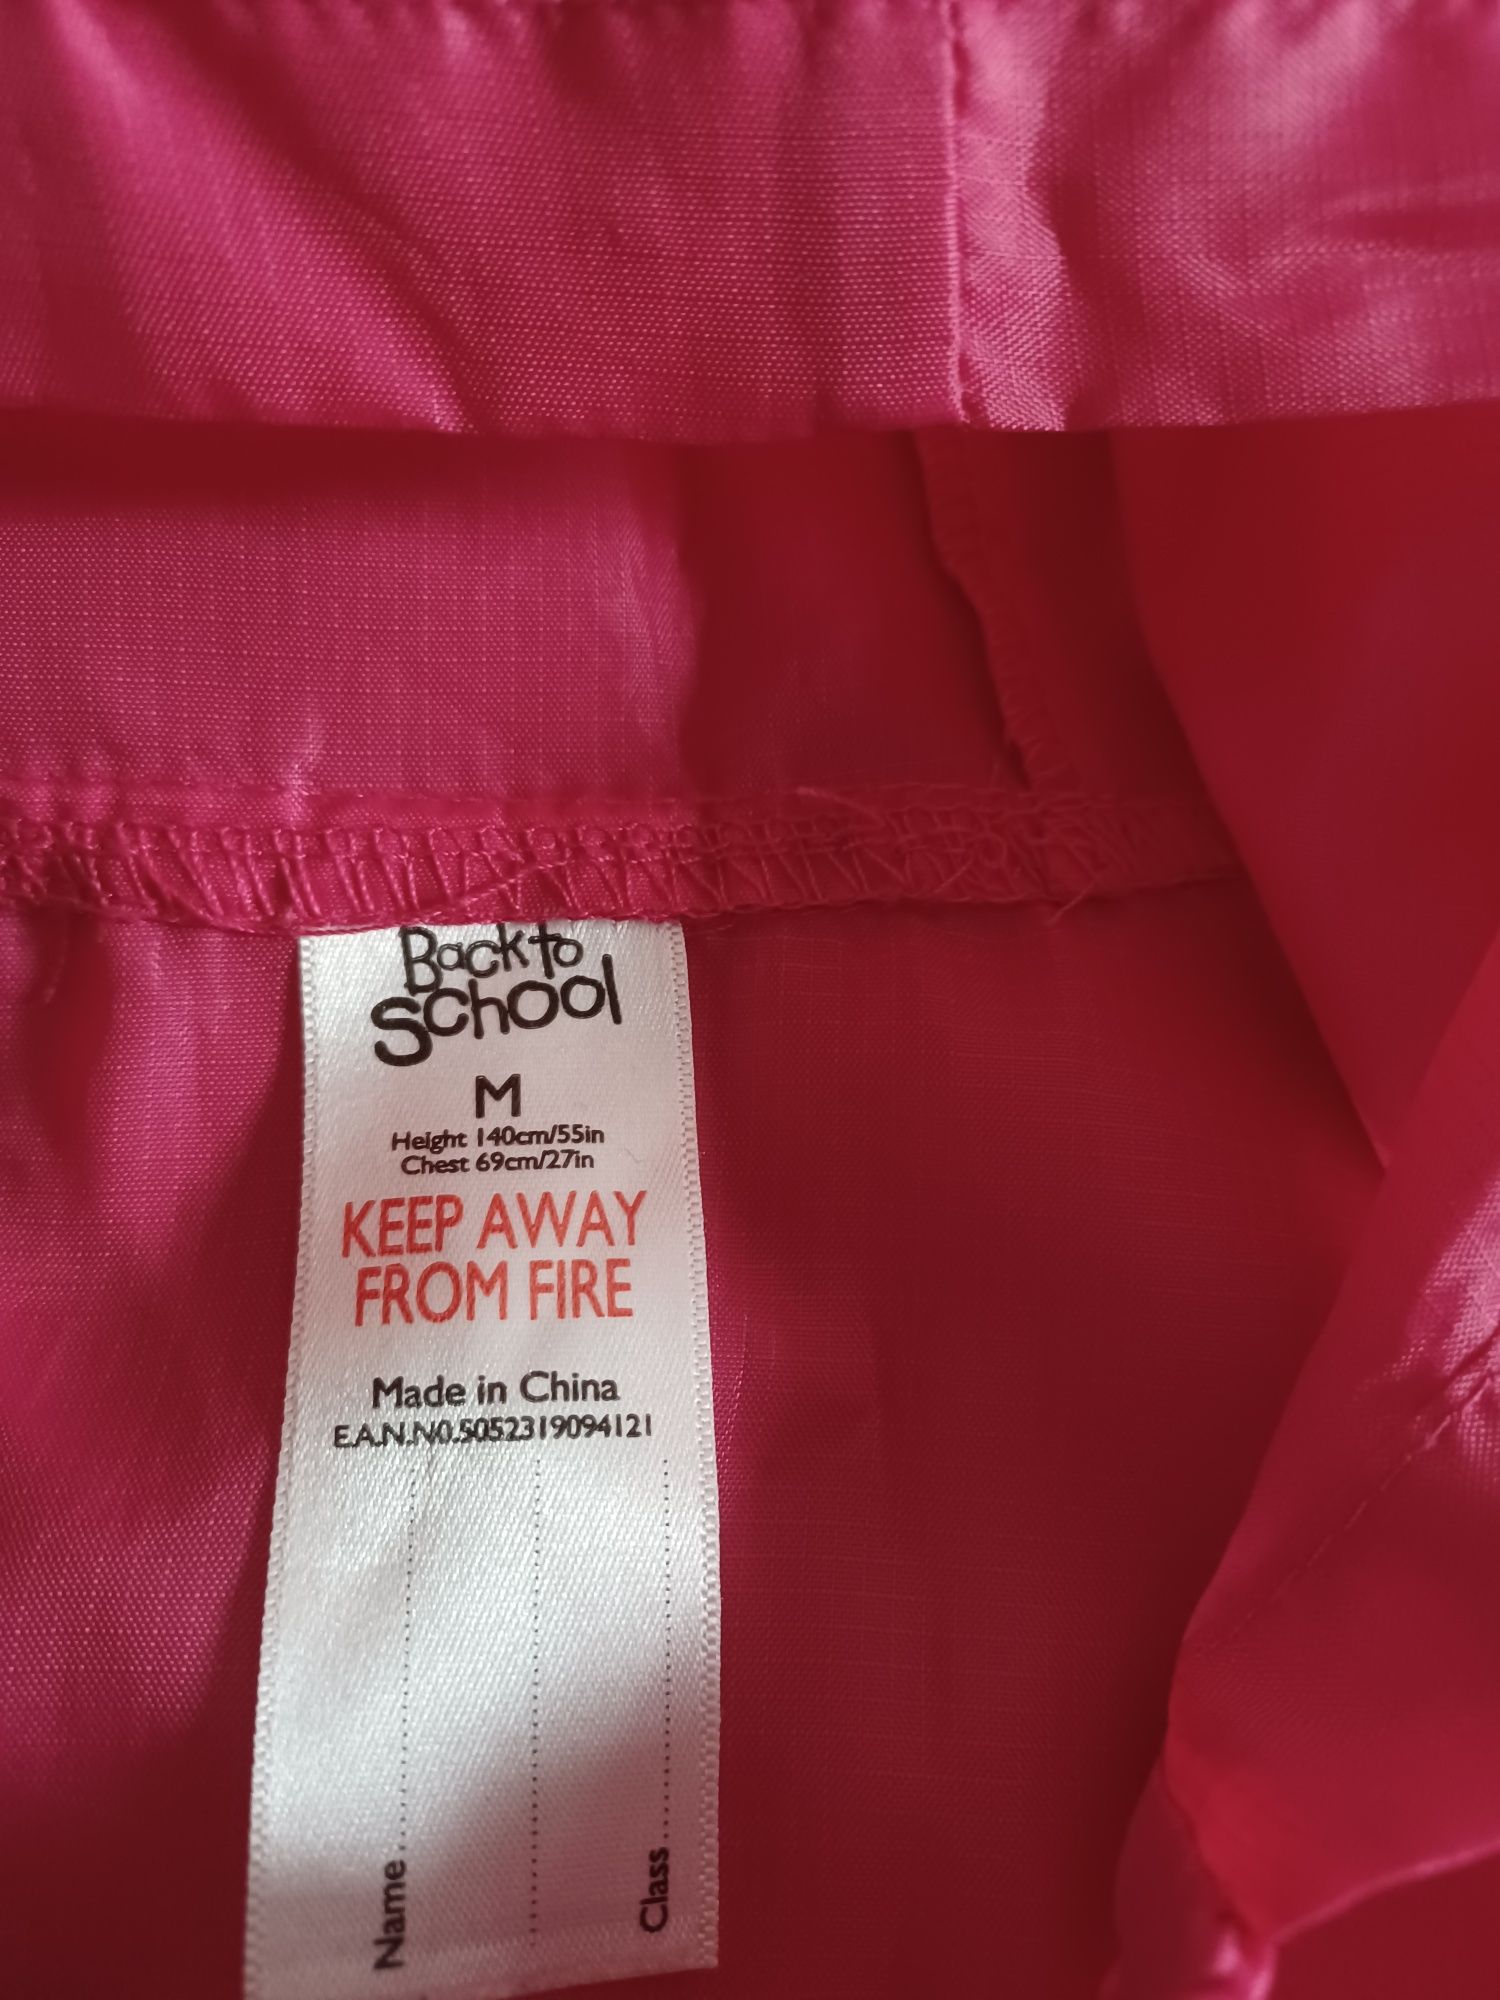 Back to
School
M
Height 140cm/55in
Chest 69cm/27in
KEEP AWAY
FROM FIRE
Made in China
E.A.N.NO.5052319094121
Name
Class